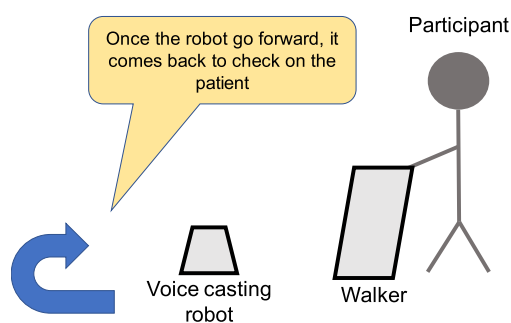 Participant
Once the robot go forward, it
comes back to check on the
patient
Voice casting
robot
Walker